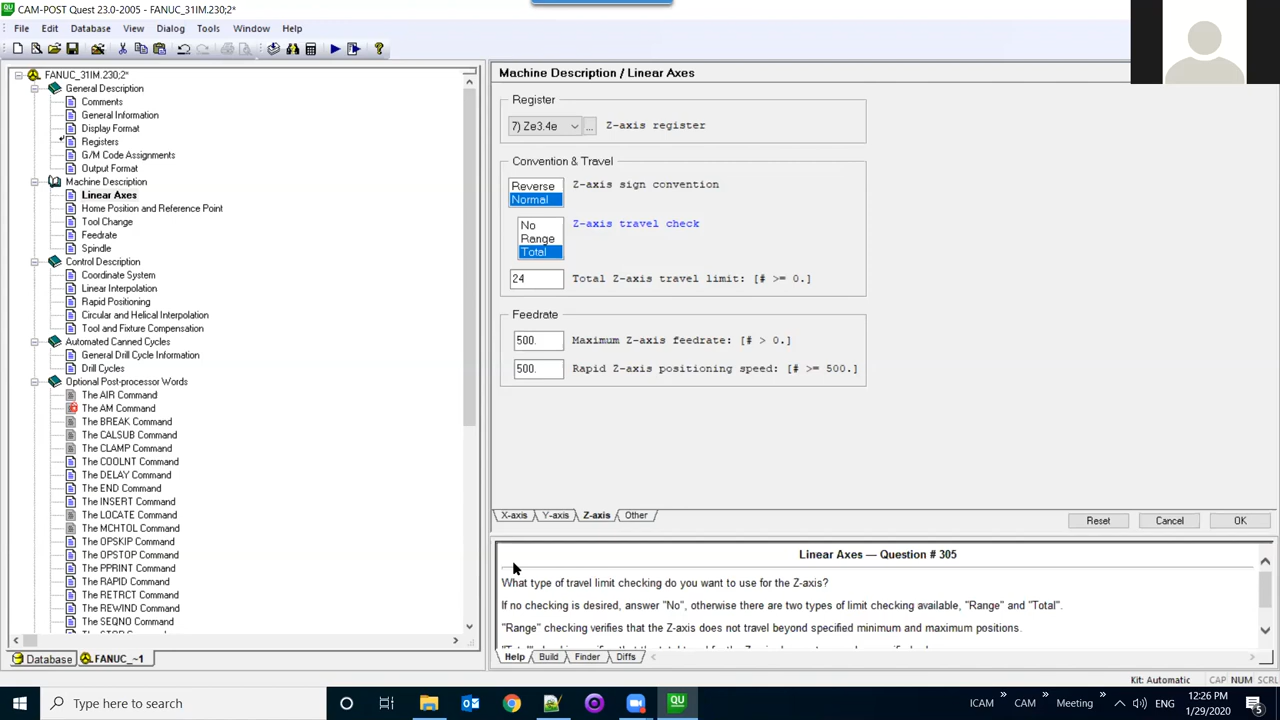 CAM-POST Quest 23.0-2005 - FANUC_31IM.230;2*
File Edit Database View Dialog Tools Window Help
FANUC_31IM.230;2*
General Description
Comments
General Information
Display Format
Registers
G/M Code Assignments
Output Format
Machine Description
Linear Axes
Home Position and Reference Point
Tool Change
Feedrate
Spindle
Control Description
Coordinate System
Linear Interpolation
Rapid Positioning
Circular and Helical Interpolation
Tool and Fixture Compensation
Automated Canned Cycles
General Drill Cycle Information
Drill Cycles
Optional Post-processor Words
The AIR Command
The AM Command
The BREAK Command
The CALSUB Command
The CLAMP Command
The COOLNT Command
The DELAY Command
The END Command
The INSERT Command
The LOCATE Command
The MCHTOL Command
The OPSKIP Command
The OPSTOP Command
The PPRINT Command
The RAPID Command
The RETRCT Command
The REWIND Command
The SEQNO Command
Database FANUC_~1
Machine Description / Linear Axes
Register
7) Ze3.4e ... Z-axis register
Convention & Travel
Reverse
Normal
Z-axis sign convention
No
Range
Total
Z-axis travel check
24 Total Z-axis travel limit: [# >= 0.]
Feedrate
500. Maximum Z-axis feedrate: [# > 0.]
500. Rapid Z-axis positioning speed: [# >= 500.]
X-axis Y-axis Z-axis Other
Reset Cancel OK
Linear Axes — Question # 305
What type of travel limit checking do you want to use for the Z-axis?
If no checking is desired, answer "No", otherwise there are two types of limit checking available, "Range" and "Total".
"Range" checking verifies that the Z-axis does not travel beyond specified minimum and maximum positions.
Help Build Finder Diffs
Kit: Automatic CAP NUM SCRL
Type here to search
ICAM » CAM » Meeting » ENG 12:26 PM
1/29/2020
5